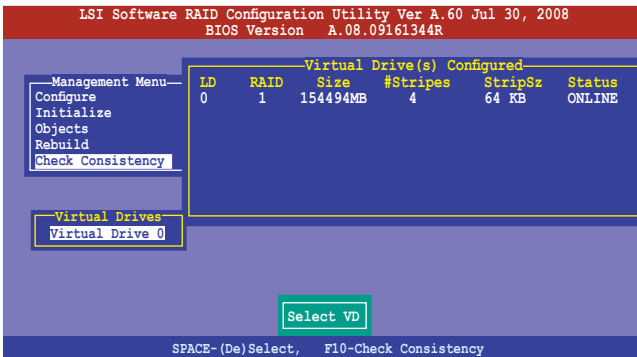 LSI Software RAID Configuration Utility Ver A.60 Jul 30, 2008
BIOS Version A.08.09161344R
Virtual Drive(s) Configured
LD RAID Size #Stripes StripSz Status
0 1 154494MB 4 64 KB ONLINE
Management Menu
Configure
Initialize
Objects
Rebuild
Check Consistency
Virtual Drives
Virtual Drive 0
Select VD
SPACE-(De)Select, F10-Check Consistency